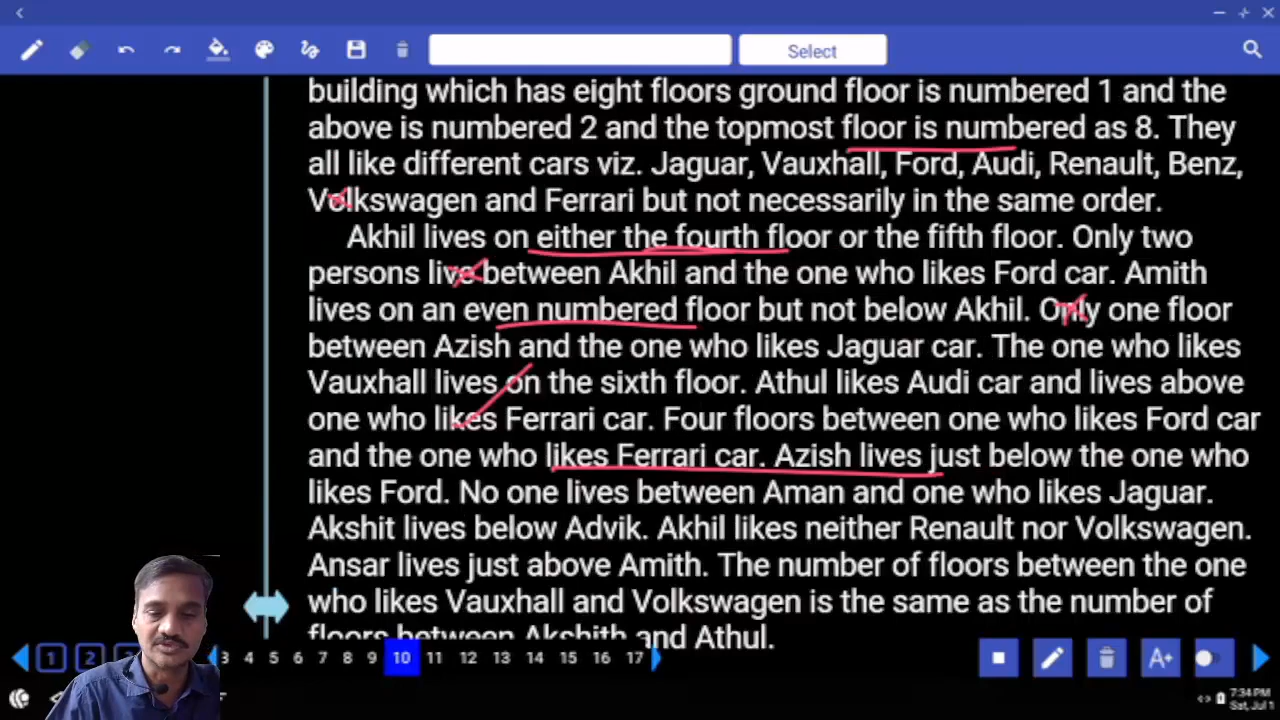 Select
building which has eight floors ground floor is numbered 1 and the
above is numbered 2 and the topmost floor is numbered as 8. They
all like different cars viz. Jaguar, Vauxhall, Ford, Audi, Renault, Benz,
Volkswagen and Ferrari but not necessarily in the same order.
Akhil lives on either the fourth floor or the fifth floor. Only two
persons live between Akhil and the one who likes Ford car. Amith
lives on an even numbered floor but not below Akhil. Only one floor
between Azish and the one who likes Jaguar car. The one who likes
Vauxhall lives on the sixth floor. Athul likes Audi car and lives above
one who likes Ferrari car. Four floors between one who likes Ford car
and the one who likes Ferrari car. Azish lives just below the one who
likes Ford. No one lives between Aman and one who likes Jaguar.
Akshit lives below Advik. Akhil likes neither Renault nor Volkswagen.
Ansar lives just above Amith. The number of floors between the one
who likes Vauxhall and Volkswagen is the same as the number of
floors between Akshith and Athul.
1 2 3 4 5 6 7 8 9 10 11 12 13 14 15 16 17 A+
7:34 PM
Sat, Jul 1